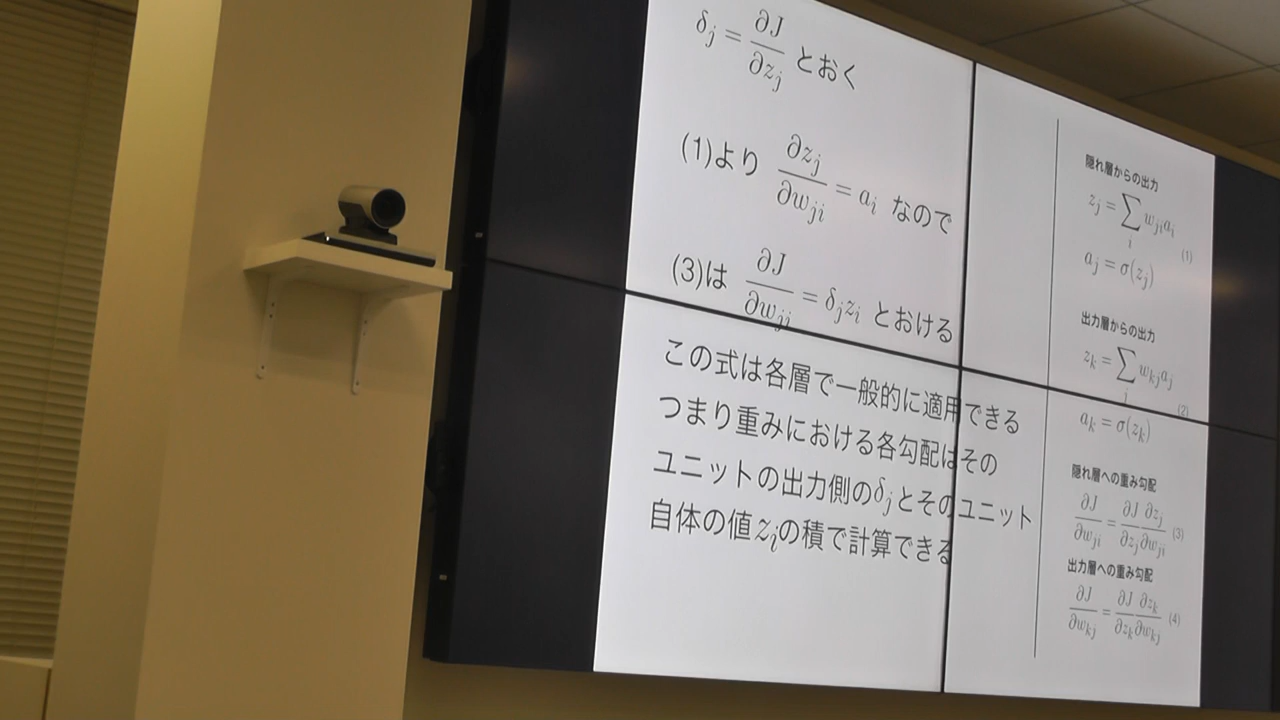 δj = ∂J/∂zj とおく
(1)より ∂zj/∂wji = ai なので
(3)は ∂J/∂wji = δjzi とおける
この式は各層で一般的に適用できる
つまり重みにおける各勾配はその
ユニットの出力側のδjとそのユニット
自体の値ziの積で計算できる
隠れ層からの出力
zj = ∑i wjiai (1)
aj = σ(zj)
出力層からの出力
zk = ∑j wkjaj (2)
ak = σ(zk)
隠れ層への重み勾配
∂J/∂wji = ∂J/∂zj ∂zj/∂wji (3)
出力層への重み勾配
∂J/∂wkj = ∂J/∂zk ∂zk/∂wkj (4)